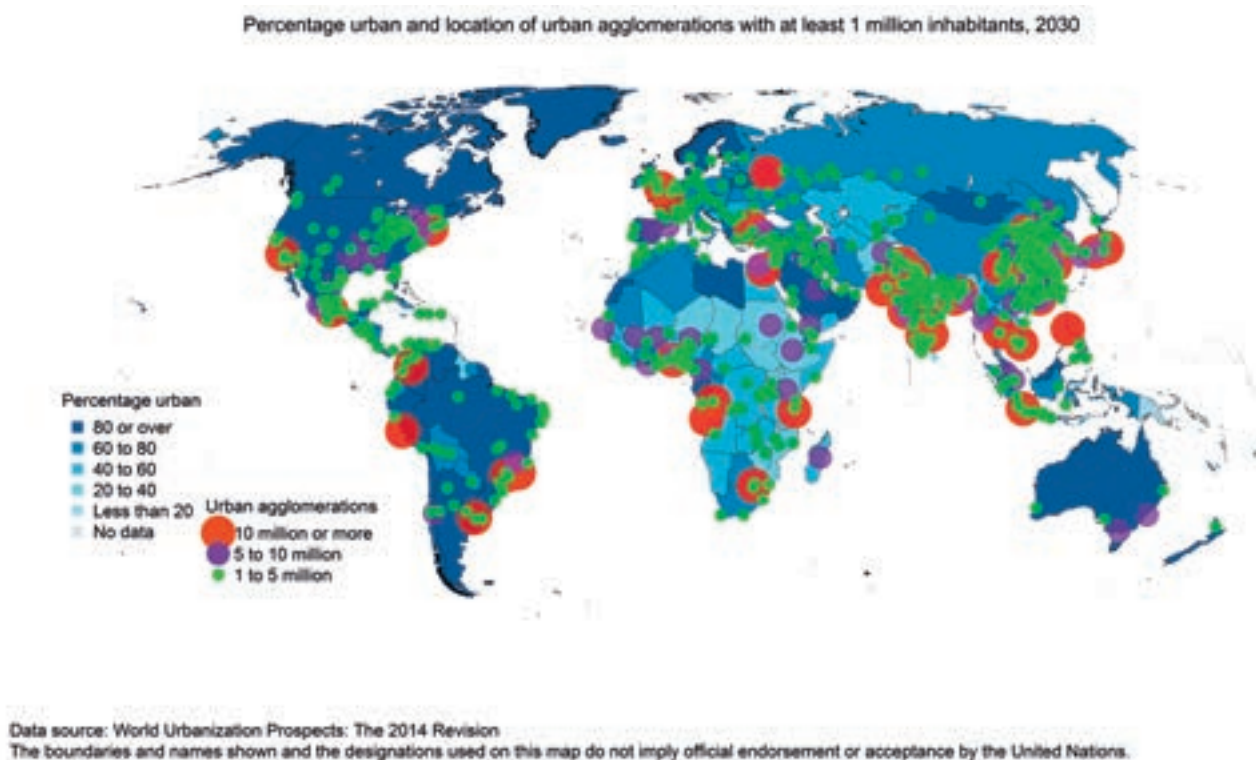 Percentage urban and location of urban agglomerations with at least 1 million inhabitants, 2030
Percentage urban
80 or over
60 to 80
40 to 60
20 to 40
Less than 20
No data
Urban agglomerations
10 million or more
5 to 10 million
1 to 5 million
Data source: World Urbanization Prospects: The 2014 Revision
The boundaries and names shown and the designations used on this map do not imply official endorsement or acceptance by the United Nations.